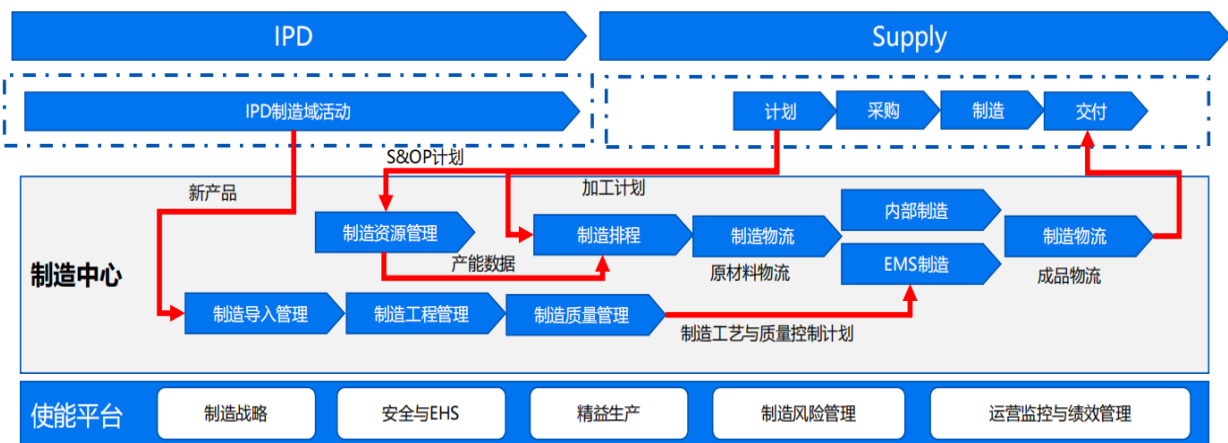 IPD
Supply
IPD制造域活动
计划
采购
制造
交付
S&OP计划
新产品
加工计划
制造资源管理
制造排程
制造物流
内部制造
制造物流
产能数据
原材料物流
EMS制造
成品物流
制造中心
制造导入管理
制造工程管理
制造质量管理
制造工艺与质量控制计划
使能平台
制造战略
安全与EHS
精益生产
制造风险管理
运营监控与绩效管理